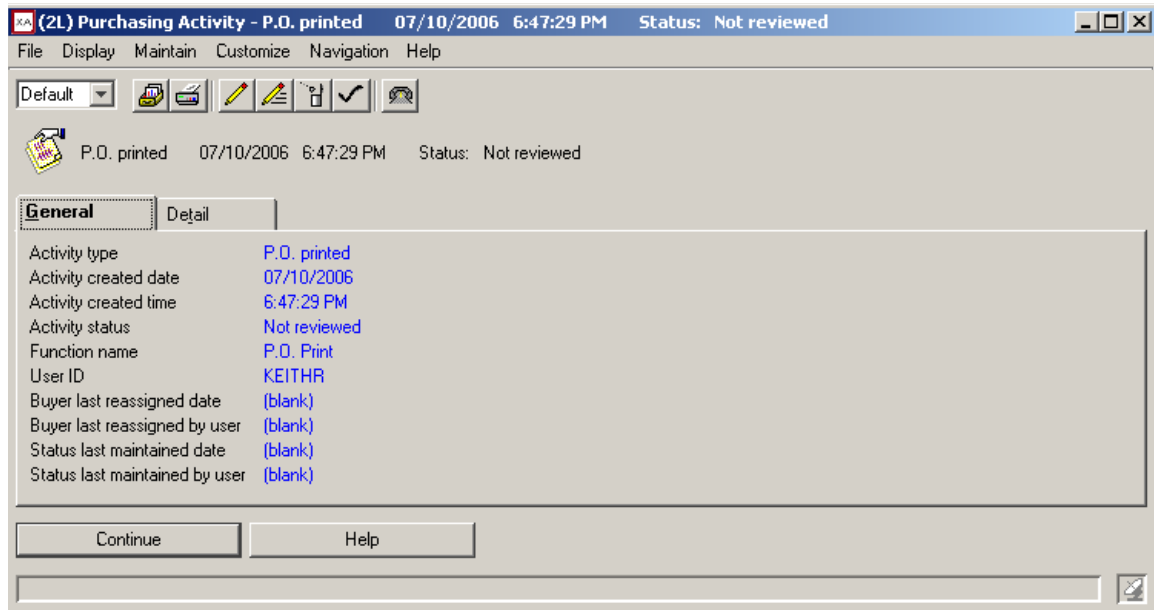 XA (2L) Purchasing Activity - P.O. printed 07/10/2006 6:47:29 PM Status: Not reviewed
File Display Maintain Customize Navigation Help
Default
P.O. printed 07/10/2006 6:47:29 PM Status: Not reviewed
General Detail
Activity type P.O. printed
Activity created date 07/10/2006
Activity created time 6:47:29 PM
Activity status Not reviewed
Function name P.O. Print
User ID KEITHR
Buyer last reassigned date (blank)
Buyer last reassigned by user (blank)
Status last maintained date (blank)
Status last maintained by user (blank)
Continue Help